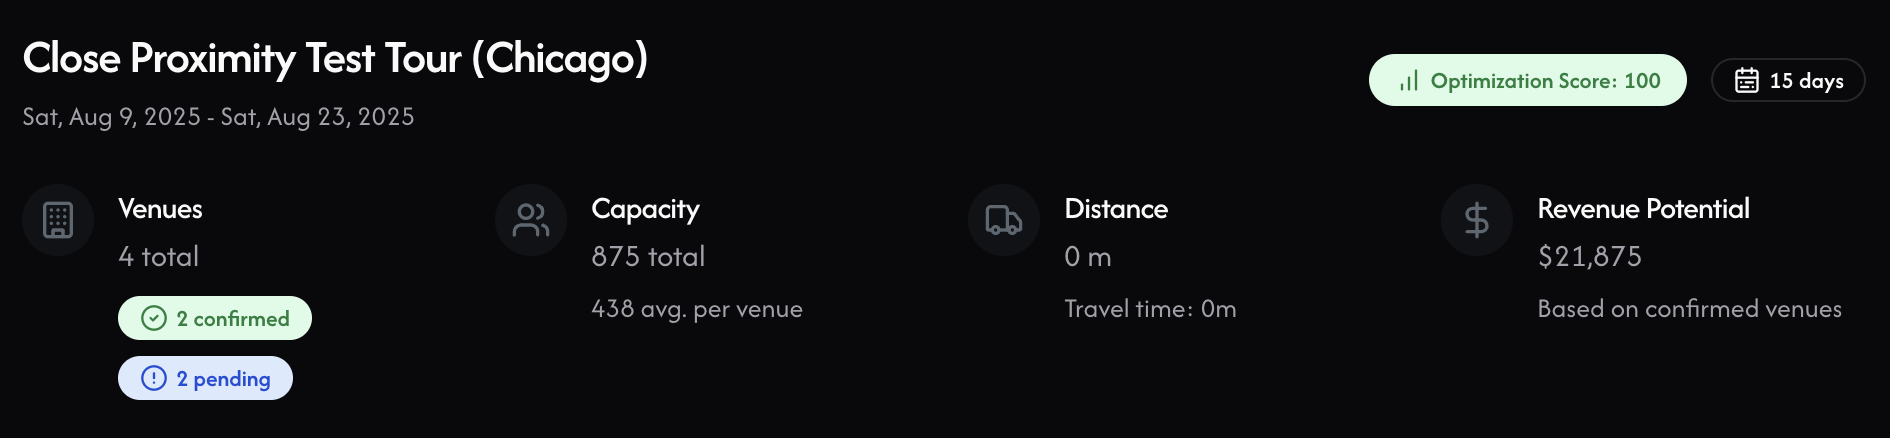 Close Proximity Test Tour (Chicago)
Sat, Aug 9, 2025 - Sat, Aug 23, 2025
Optimization Score: 100
15 days
Venues
4 total
2 confirmed
2 pending
Capacity
875 total
438 avg. per venue
Distance
0 m
Travel time: 0m
Revenue Potential
$21,875
Based on confirmed venues